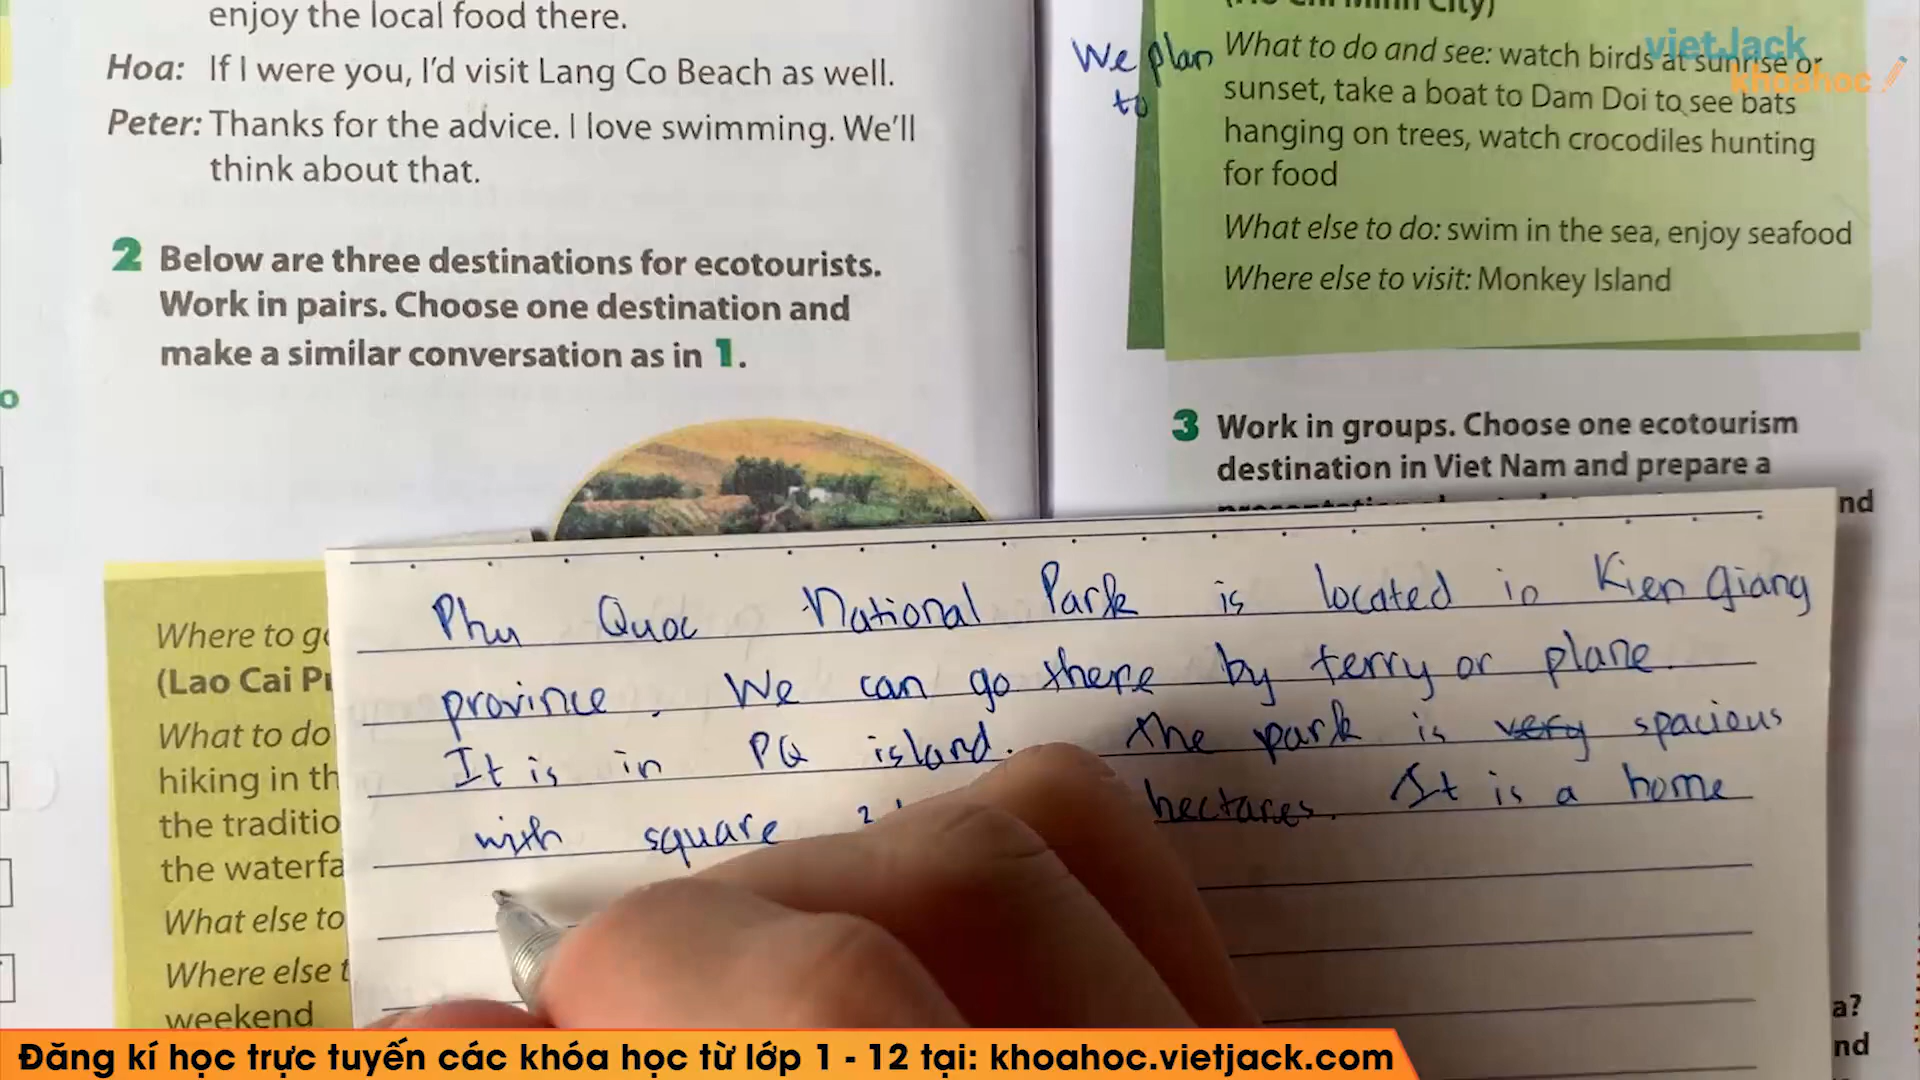 enjoy the local food there.
Hoa: If I were you, I'd visit Lang Co Beach as well.
Peter: Thanks for the advice. I love swimming. We'll
think about that.
2 Below are three destinations for ecotourists.
Work in pairs. Choose one destination and
make a similar conversation as in 1.
Where to go
(Lao Cai Pr
What to do
hiking in th
the traditio
the waterfa
What else to
Where else t
weekend
We plan
to
What to do and see: watch birds at sunrise or
sunset, take a boat to Dam Doi to see bats
hanging on trees, watch crocodiles hunting
for food
What else to do: swim in the sea, enjoy seafood
Where else to visit: Monkey Island
vietJack
khoahoc
3 Work in groups. Choose one ecotourism
destination in Viet Nam and prepare a
nd
Phu Quoc National Park is located in Kien Giang
province. We can go there by ferry or plane.
It is in PQ island. The park is very spacious
with square hectares. It is a home
a?
nd
Đăng kí học trực tuyến các khóa học từ lớp 1 - 12 tại: khoahoc.vietjack.com